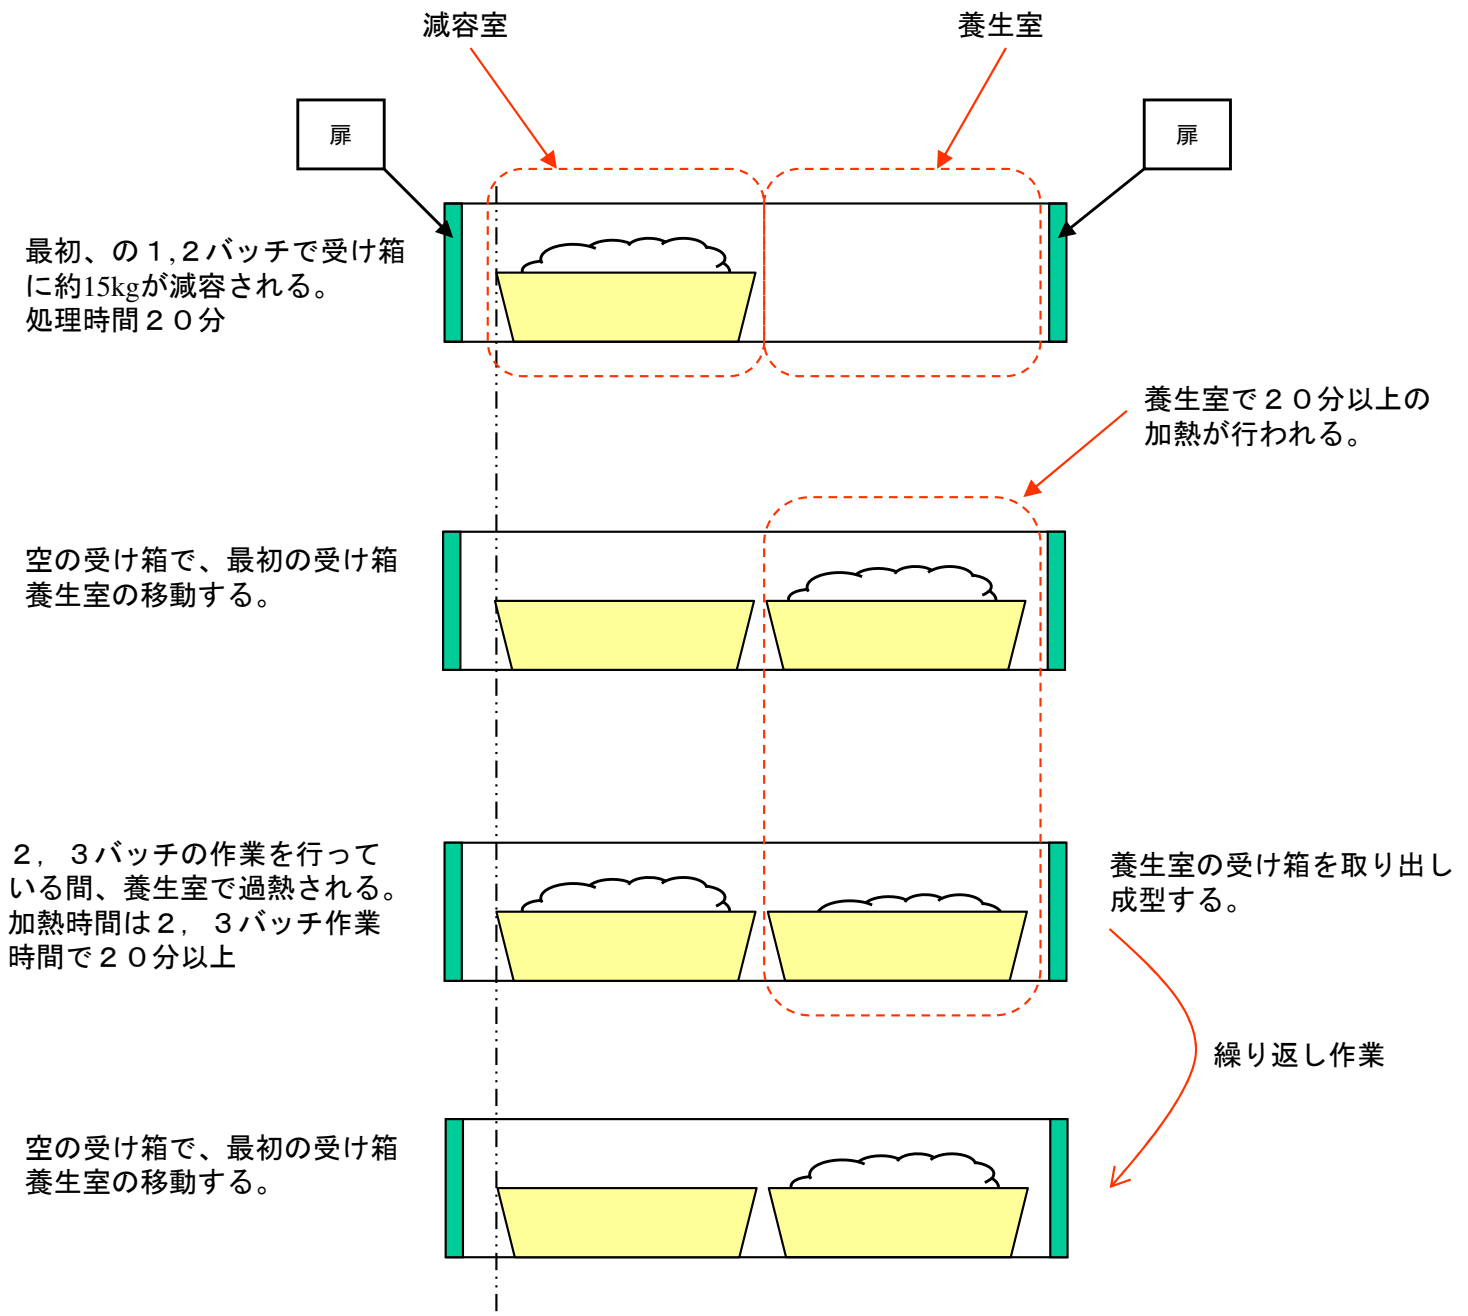 減容室
養生室
扉
扉
最初、の１,２バッチで受け箱
に約15kgが減容される。
処理時間２０分
養生室で２０分以上の
加熱が行われる。
空の受け箱で、最初の受け箱
養生室の移動する。
２，３バッチの作業を行って
いる間、養生室で過熱される。
加熱時間は２，３バッチ作業
時間で２０分以上
養生室の受け箱を取り出し
成型する。
繰り返し作業
空の受け箱で、最初の受け箱
養生室の移動する。